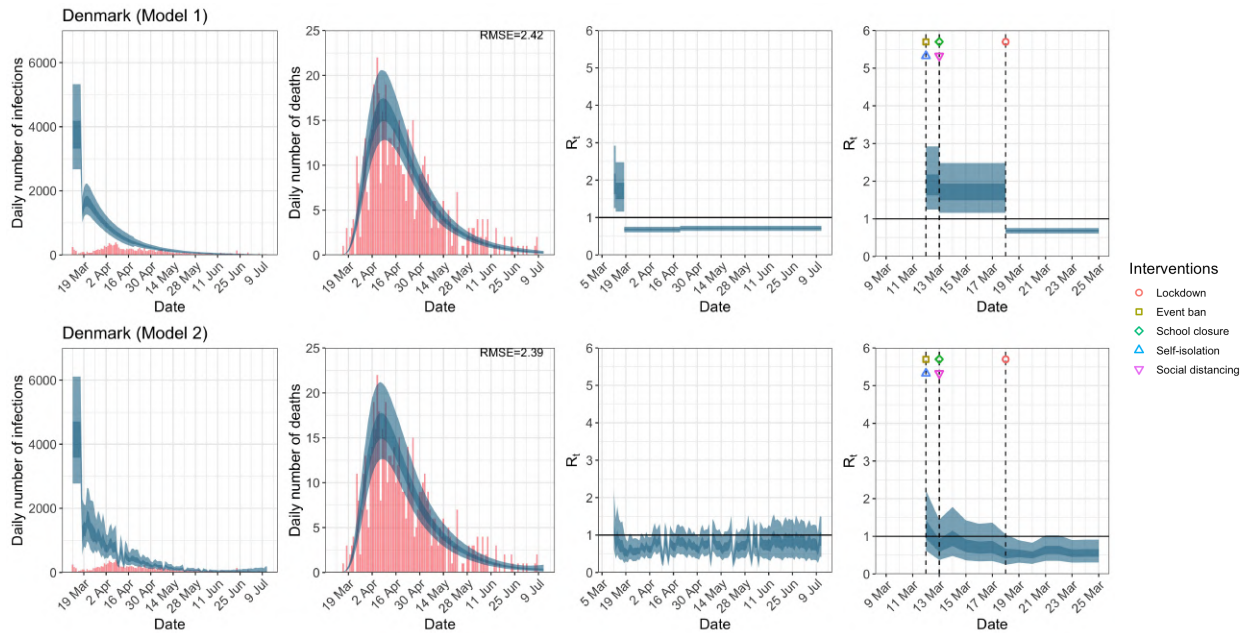 Denmark (Model 1)
Daily number of infections
6000
4000
2000
0
19 Mar
2 Apr
16 Apr
30 Apr
14 May
28 May
11 Jun
25 Jun
9 Jul
Date
RMSE=2.42
Daily number of deaths
25
20
15
10
5
0
19 Mar
2 Apr
16 Apr
30 Apr
14 May
28 May
11 Jun
25 Jun
9 Jul
Date
Rt
6
5
4
3
2
1
0
5 Mar
19 Mar
2 Apr
16 Apr
30 Apr
14 May
28 May
11 Jun
25 Jun
9 Jul
Date
Rt
6
5
4
3
2
1
0
9 Mar
11 Mar
13 Mar
15 Mar
17 Mar
19 Mar
21 Mar
23 Mar
25 Mar
Date
Interventions
Lockdown
Event ban
School closure
Self-isolation
Social distancing
Denmark (Model 2)
Daily number of infections
6000
4000
2000
0
19 Mar
2 Apr
16 Apr
30 Apr
14 May
28 May
11 Jun
25 Jun
9 Jul
Date
RMSE=2.39
Daily number of deaths
25
20
15
10
5
0
19 Mar
2 Apr
16 Apr
30 Apr
14 May
28 May
11 Jun
25 Jun
9 Jul
Date
Rt
6
5
4
3
2
1
0
5 Mar
19 Mar
2 Apr
16 Apr
30 Apr
14 May
28 May
11 Jun
25 Jun
9 Jul
Date
Rt
6
5
4
3
2
1
0
9 Mar
11 Mar
13 Mar
15 Mar
17 Mar
19 Mar
21 Mar
23 Mar
25 Mar
Date